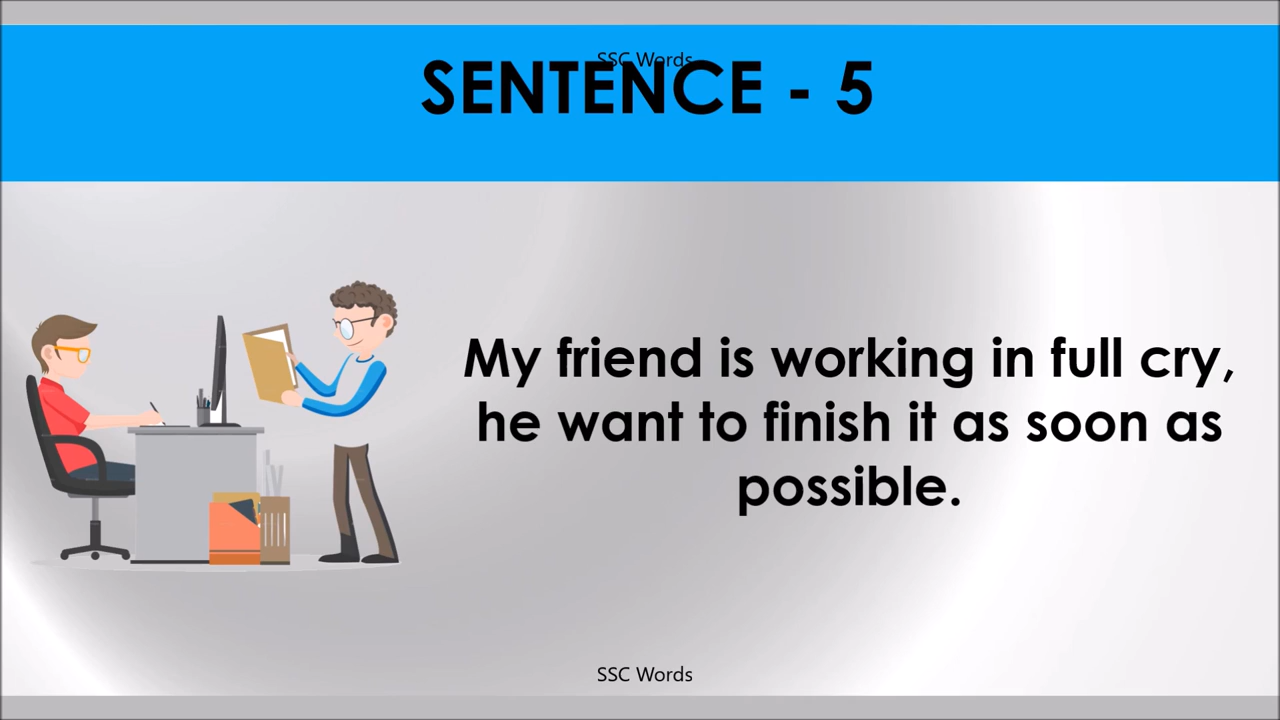 SSC Words
SENTENCE - 5
My friend is working in full cry,
he want to finish it as soon as
possible.
SSC Words